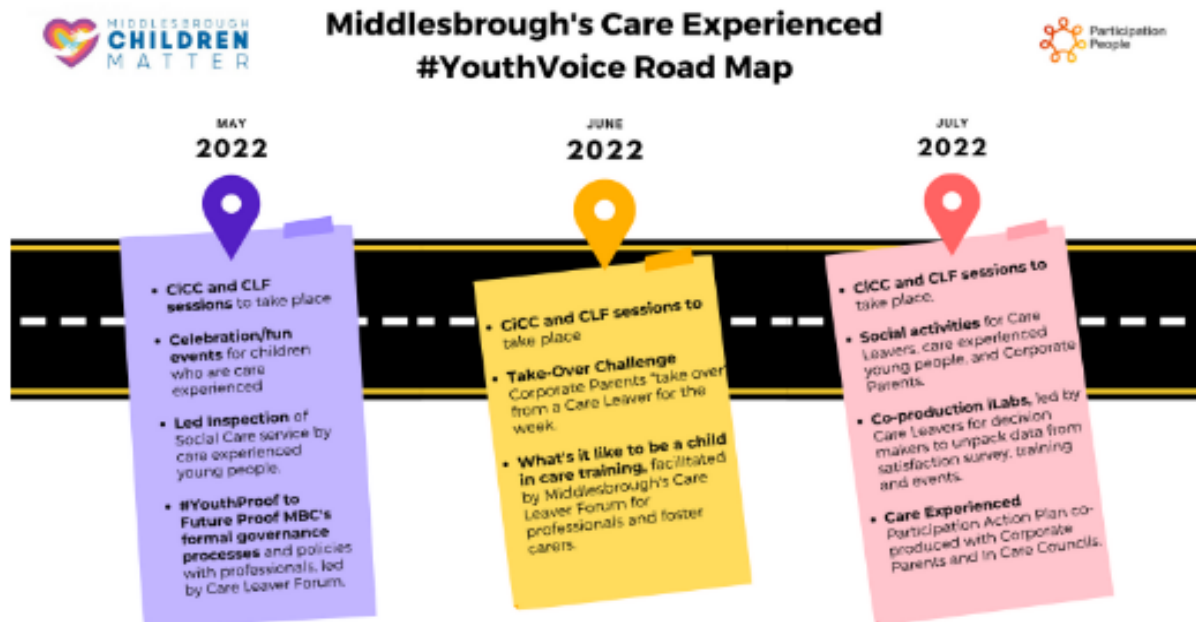 MIDDLESBROUGH
CHILDREN
MATTER
Middlesbrough's Care Experienced
#YouthVoice Road Map
Participation
People
MAY
2022
JUNE
2022
JULY
2022
• CiCC and CLF
sessions to take place
• Celebration/fun
events for children
who are care
experienced
• Led Inspection of
Social Care service by
care experienced
young people.
• #YouthProof to
Future Proof MBC's
formal governance
processes and policies
with professionals, led
by Care Leaver Forum.
• CiCC and CLF sessions to
take place
• Take-Over Challenge
Corporate Parents "take over"
from a Care Leaver for the
week.
• What's it like to be a child
in care training, facilitated
by Middlesbrough's Care
Leaver Forum for
professionals and foster
carers.
• CiCC and CLF sessions to
take place.
• Social activities for Care
Leavers, care experienced
young people, and Corporate
Parents.
• Co-production iLabs, led by
Care Leavers for decision
makers to unpack data from
satisfaction survey, training
and events.
• Care Experienced
Participation Action Plan co-
produced with Corporate
Parents and In Care Councils.